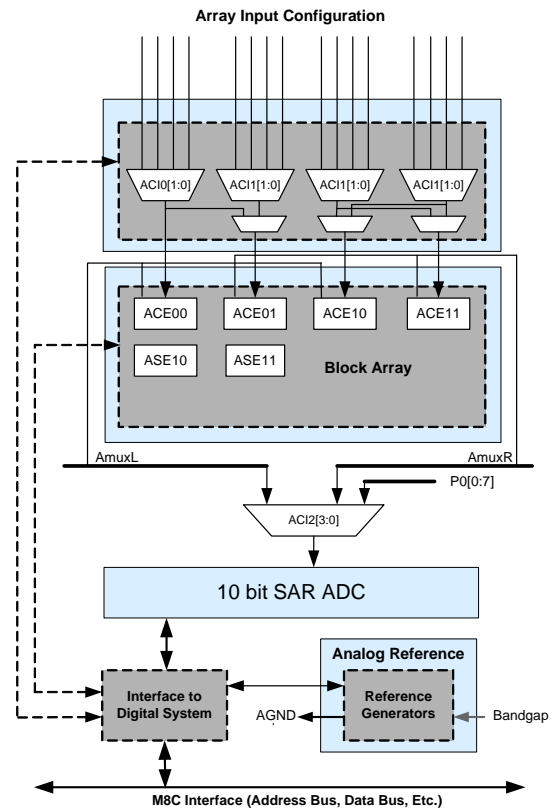 Array Input Configuration
ACI0[1:0]
ACI1[1:0]
ACI1[1:0]
ACI1[1:0]
ACE00
ACE01
ACE10
ACE11
ASE10
ASE11
Block Array
AmuxL
AmuxR
P0[0:7]
ACI2[3:0]
10 bit SAR ADC
Analog Reference
Interface to
Digital System
Reference
Generators
AGND
Bandgap
M8C Interface (Address Bus, Data Bus, Etc.)